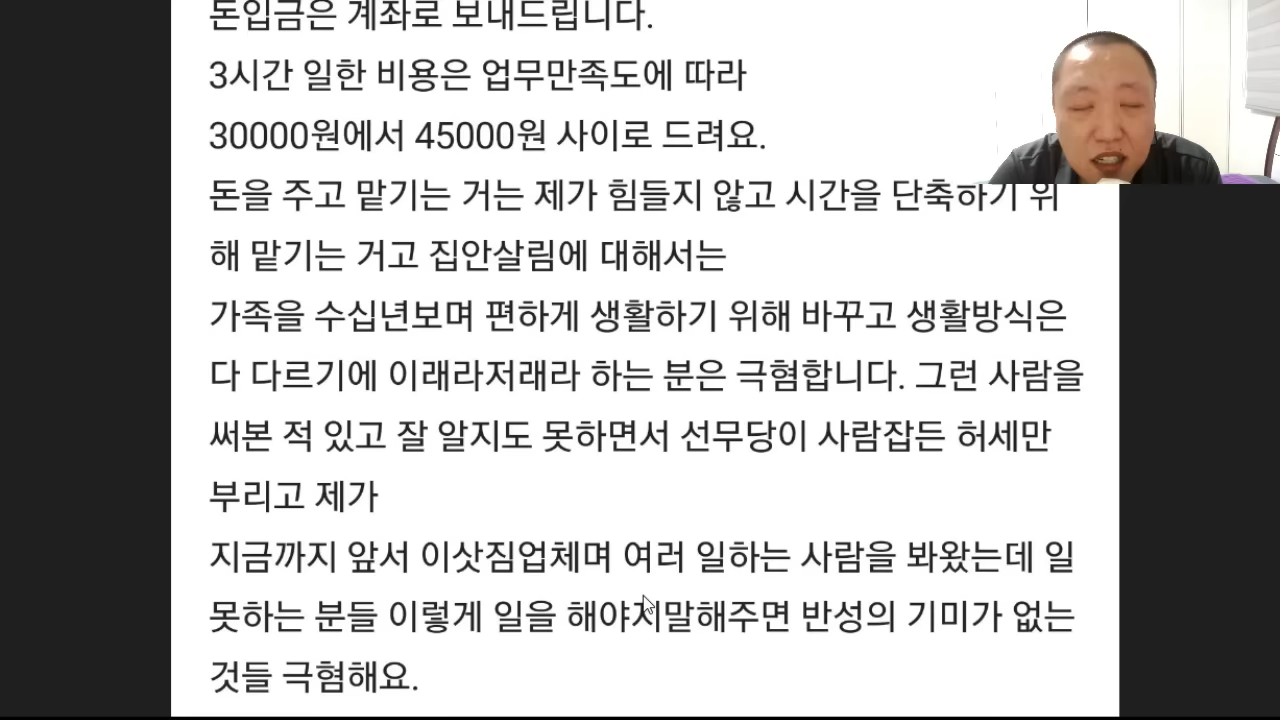 돈입금은 계좌로 보내드립니다.
3시간 일한 비용은 업무만족도에 따라
30000원에서 45000원 사이로 드려요.
돈을 주고 맡기는 거는 제가 힘들지 않고 시간을 단축하기 위
해 맡기는 거고 집안살림에 대해서는
가족을 수십년보며 편하게 생활하기 위해 바꾸고 생활방식은
다 다르기에 이래라저래라 하는 분은 극혐합니다. 그런 사람을
써본 적 있고 잘 알지도 못하면서 선무당이 사람잡든 허세만
부리고 제가
지금까지 앞서 이삿짐업체며 여러 일하는 사람을 봐왔는데 일
못하는 분들 이렇게 일을 해야지말해주면 반성의 기미가 없는
것들 극혐해요.